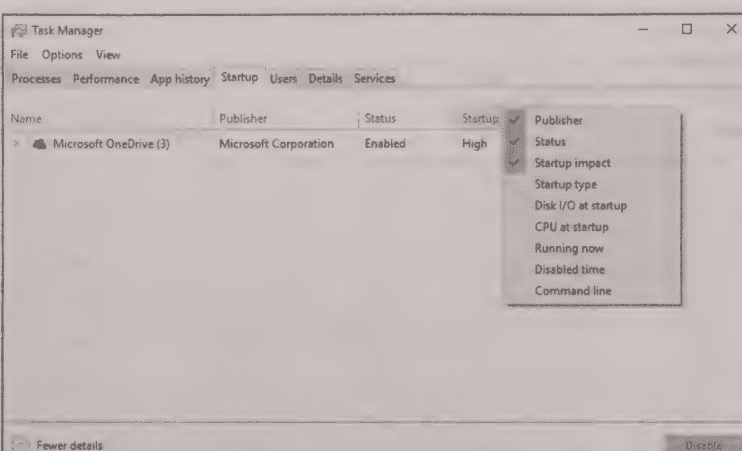 Task Manager
File Options View
Processes Performance App history Startup Users Details Services
Name Publisher Status Startup
Microsoft OneDrive (3) Microsoft Corporation Enabled High
Publisher
Status
Startup impact
Startup type
Disk I/O at startup
CPU at startup
Running now
Disabled time
Command line
Fewer details Disable